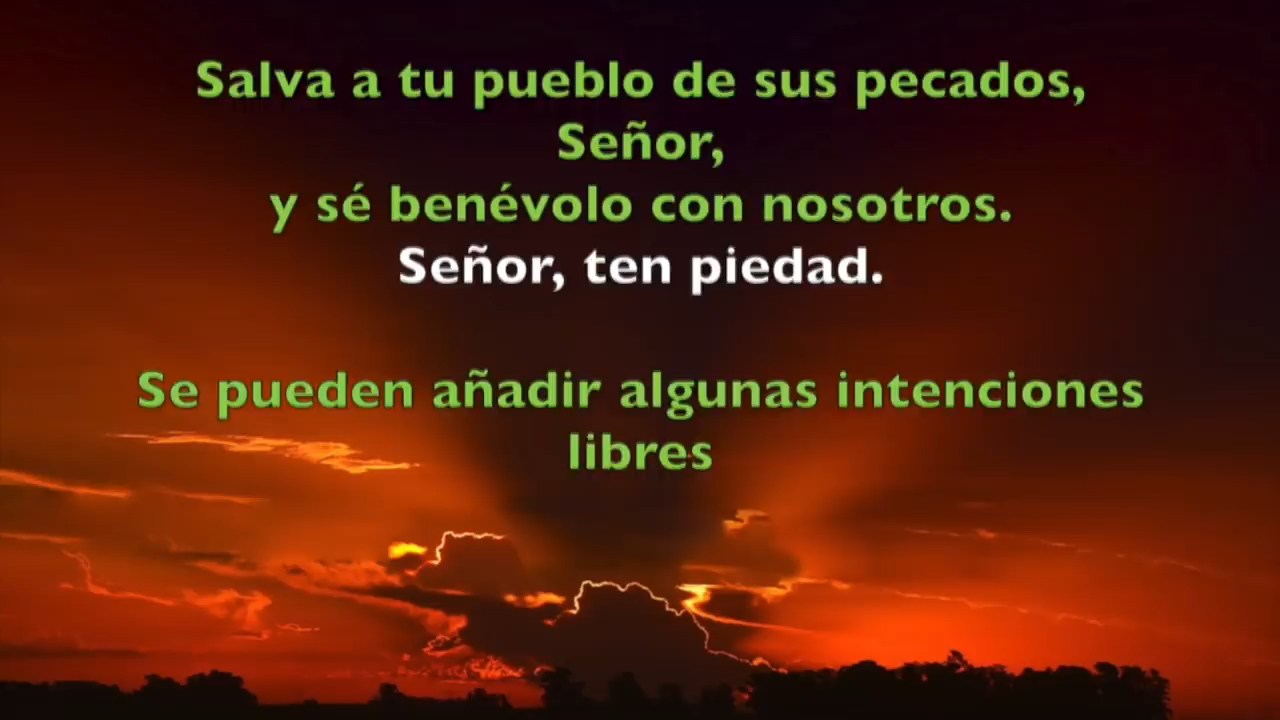 Salva a tu pueblo de sus pecados,
Señor,
y sé benévolo con nosotros.
Señor, ten piedad.
Se pueden añadir algunas intenciones
libres